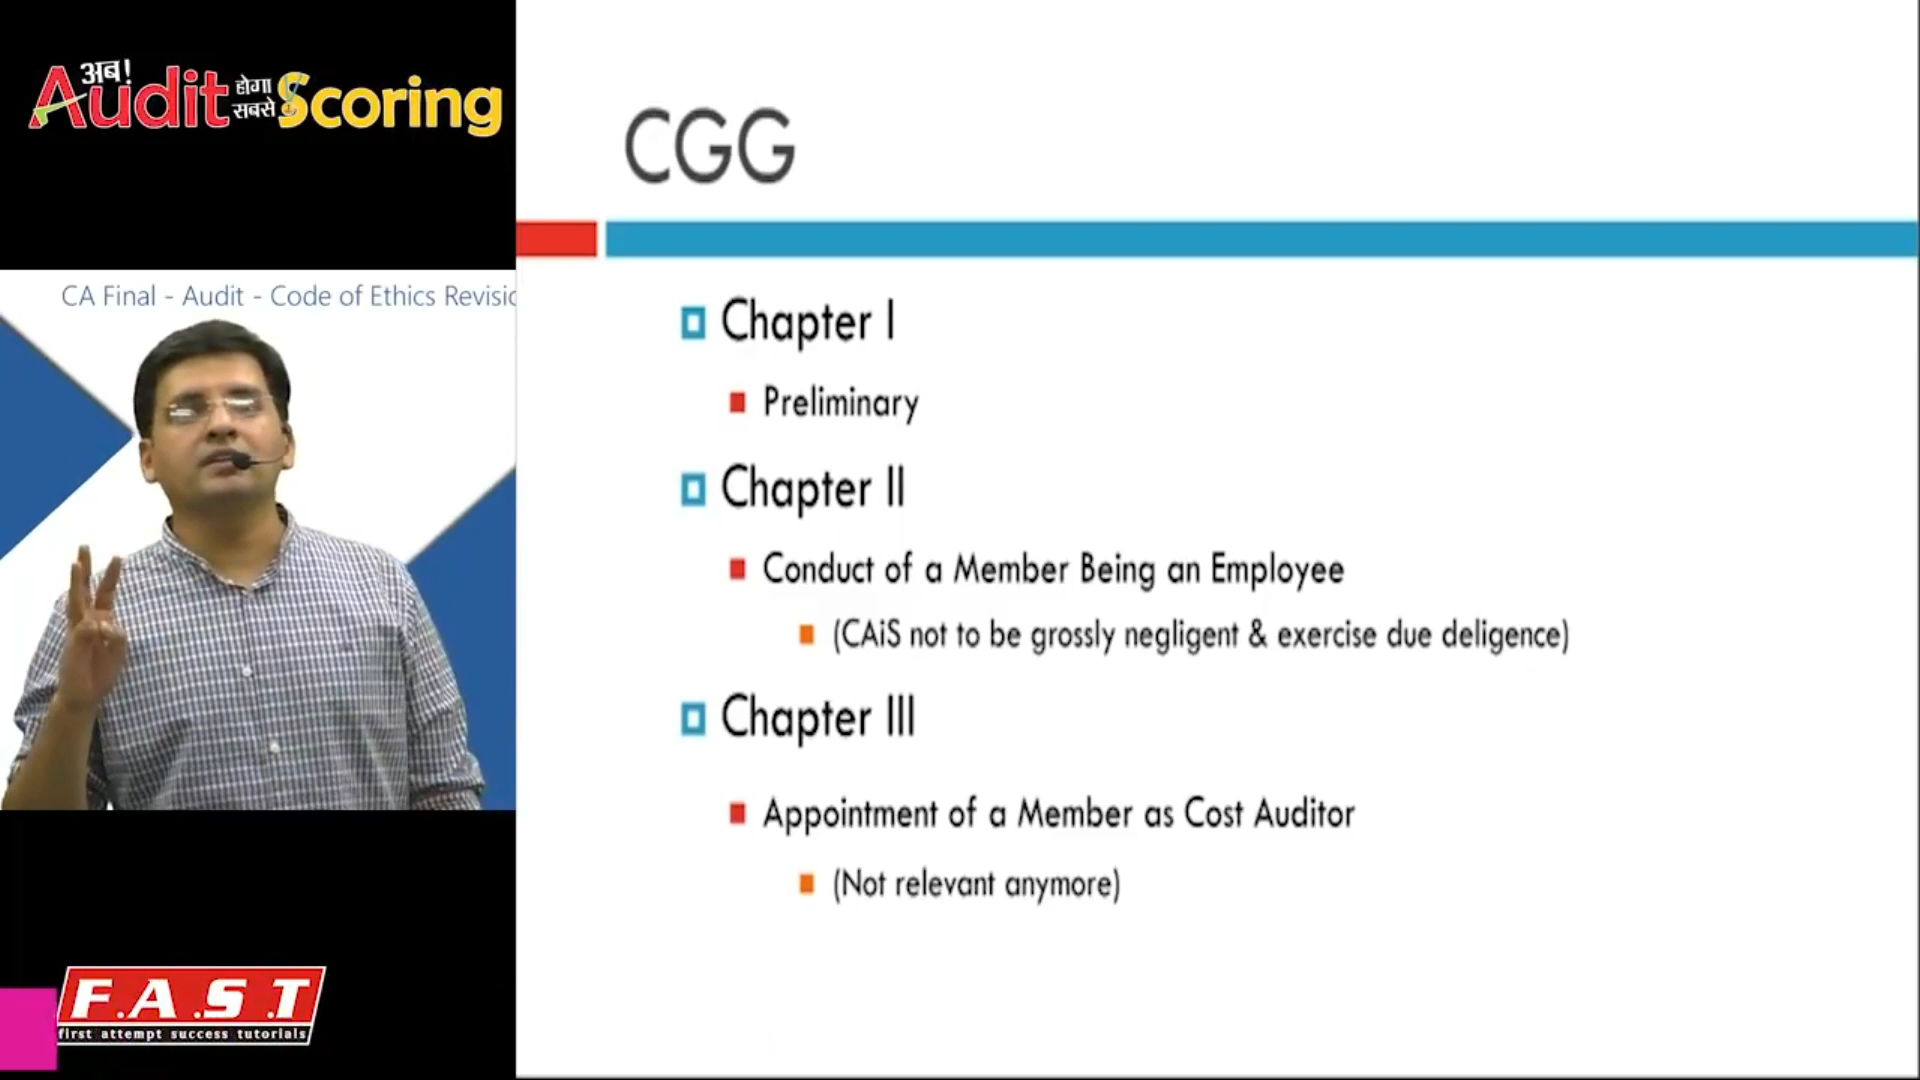 अब!
Audit होगा सबसे Scoring
CA Final - Audit - Code of Ethics Revisio
F.A.S.T
first attempt success tutorials
CGG
Chapter I
Preliminary
Chapter II
Conduct of a Member Being an Employee
(CAiS not to be grossly negligent & exercise due deligence)
Chapter III
Appointment of a Member as Cost Auditor
(Not relevant anymore)